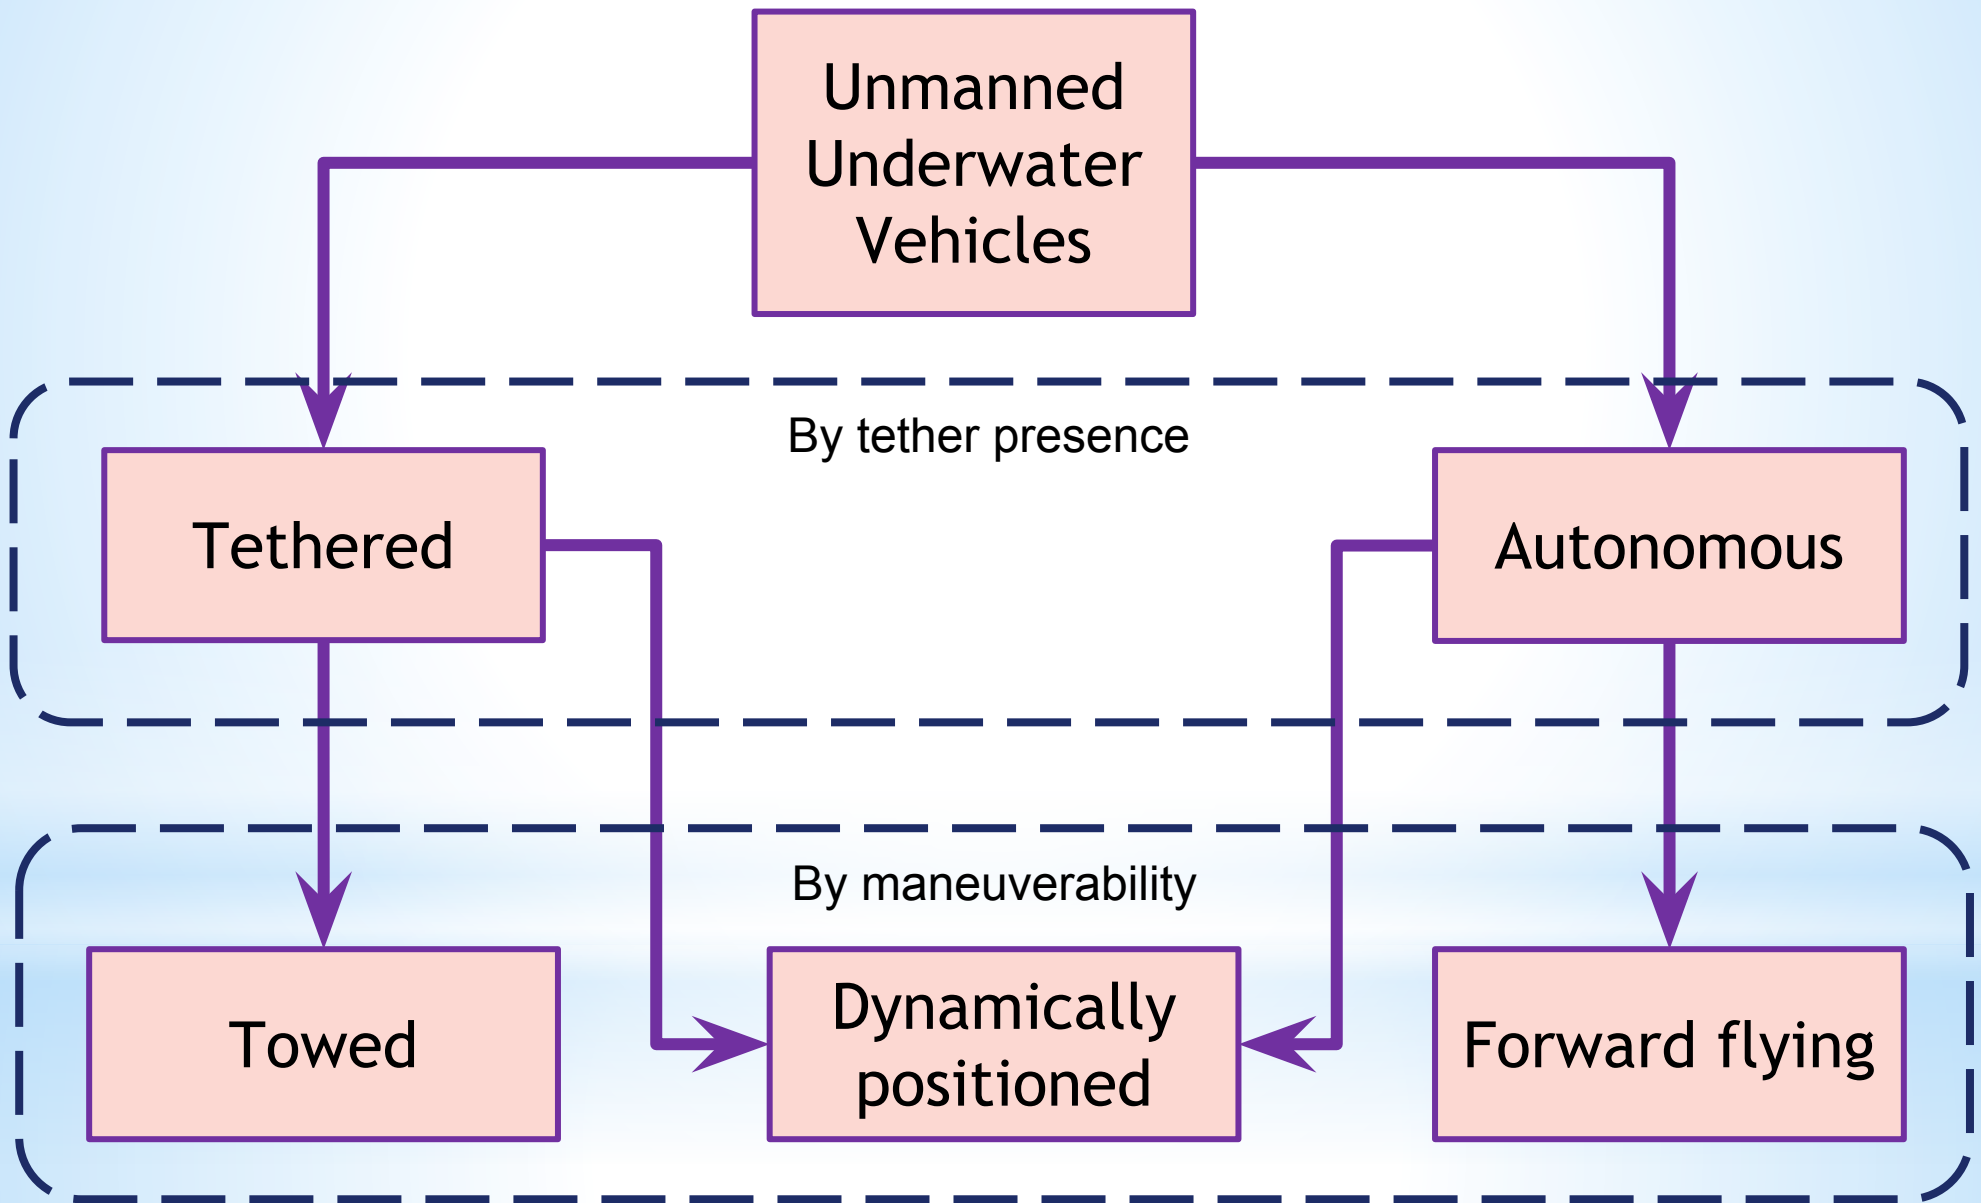 Unmanned
Underwater
Vehicles
By tether presence
Tethered
Autonomous
By maneuverability
Towed
Dynamically
positioned
Forward flying